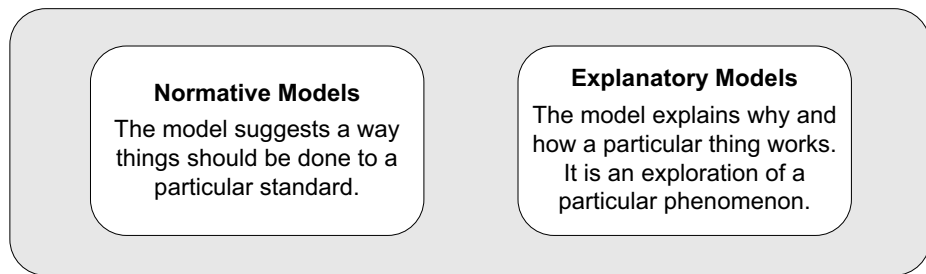 Normative Models
The model suggests a way
things should be done to a
particular standard.
Explanatory Models
The model explains why and
how a particular thing works.
It is an exploration of a
particular phenomenon.